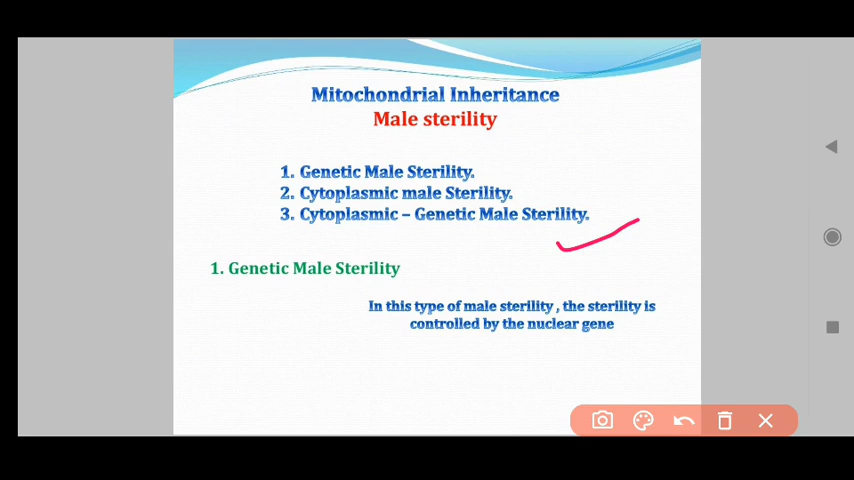 Mitochondrial Inheritance
Male sterility
1. Genetic Male Sterility.
2. Cytoplasmic male Sterility.
3. Cytoplasmic – Genetic Male Sterility.
1. Genetic Male Sterility
In this type of male sterility , the sterility is
controlled by the nuclear gene